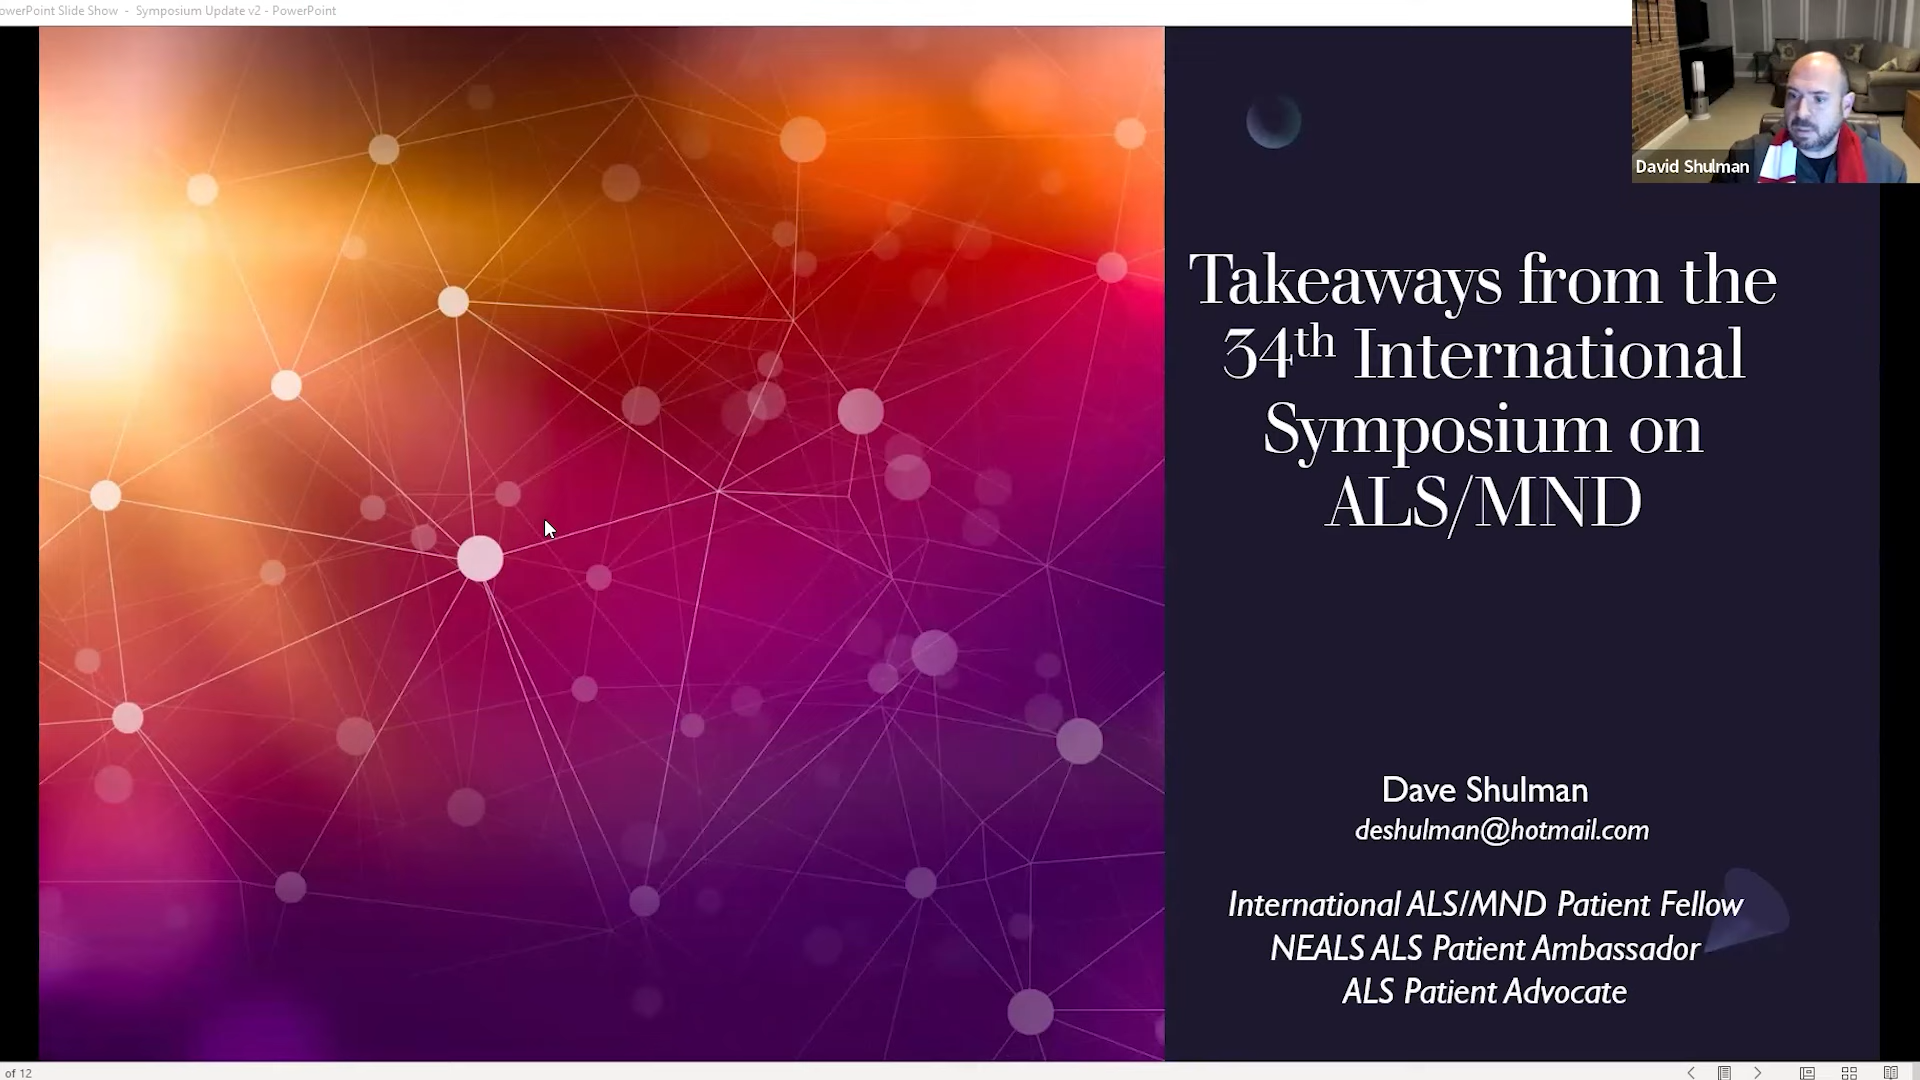 owerPoint Slide Show - Symposium Update v2 - PowerPoint
David Shulman
Takeaways from the
34th International
Symposium on
ALS/MND
Dave Shulman
deshulman@hotmail.com
International ALS/MND Patient Fellow
NEALS ALS Patient Ambassador
ALS Patient Advocate
of 12